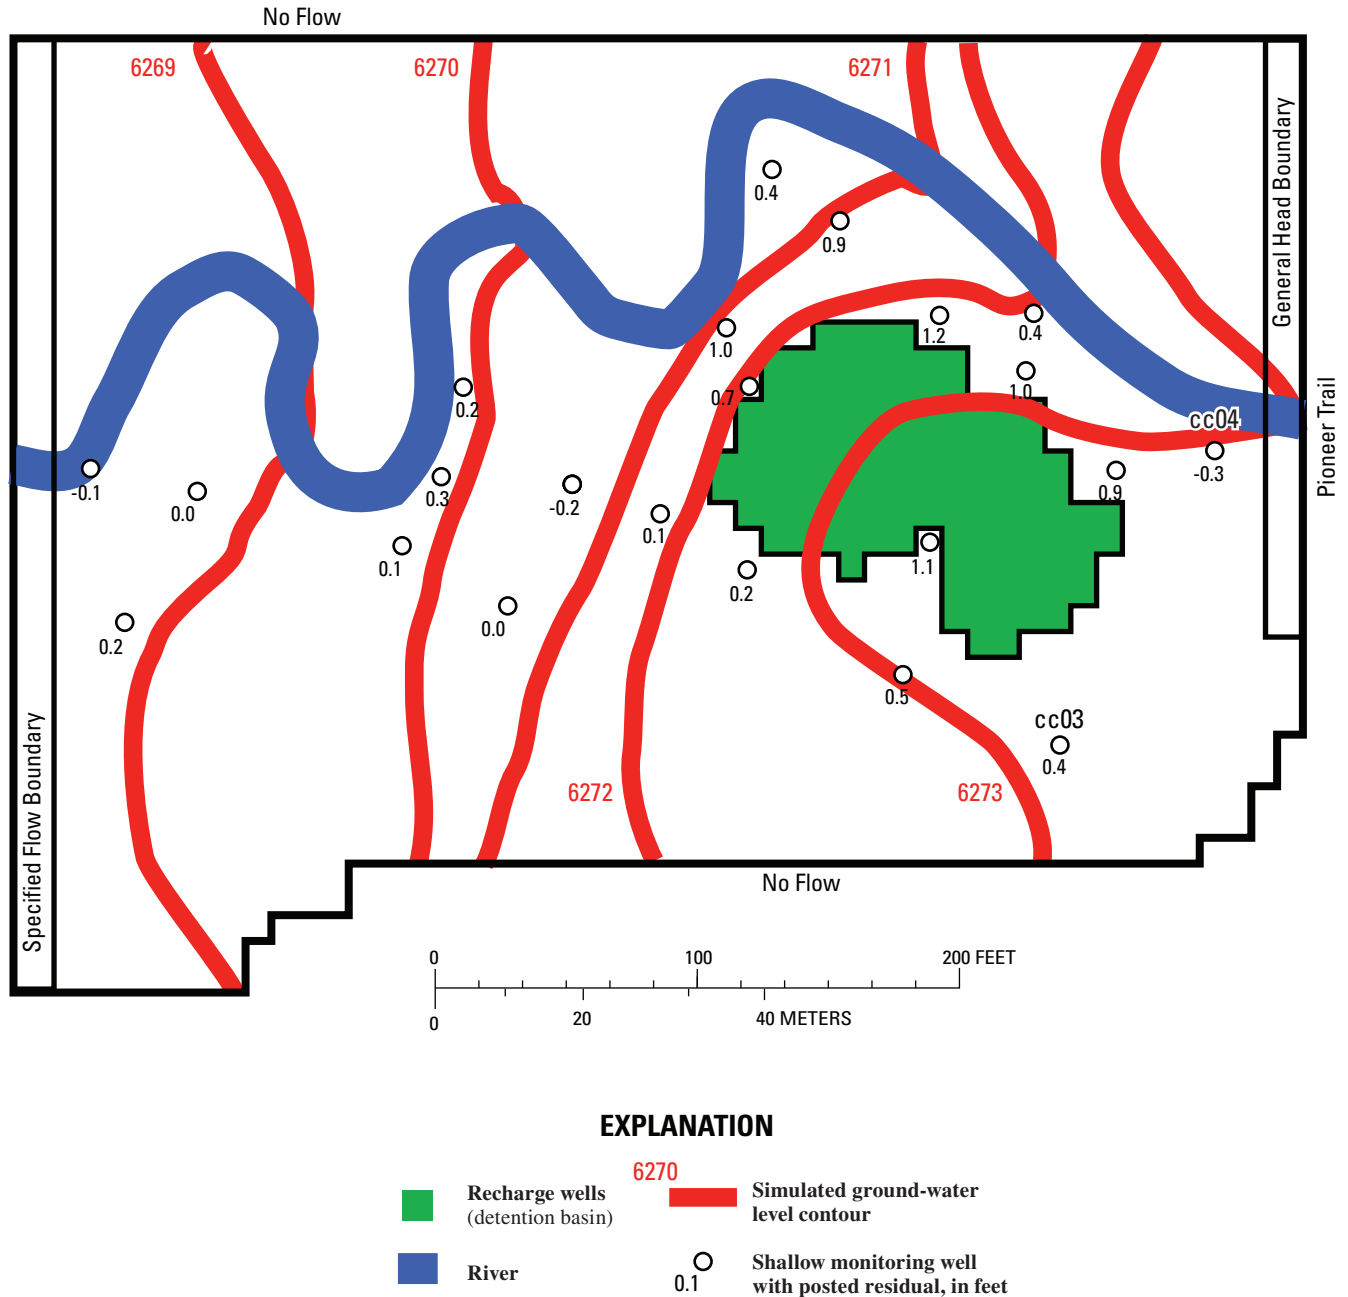 No Flow
6269
6270
6271
General Head Boundary
0.4
0.9
1.0
1.2
0.4
0.7
1.0
0.2
cc04
Pioneer Trail
-0.1
0.0
0.3
-0.2
0.1
0.9
-0.3
0.1
0.2
1.1
0.0
0.2
0.5
cc03
0.4
Specified Flow Boundary
6272
6273
No Flow
0 100 200 FEET
0 20 40 METERS
EXPLANATION
6270
Recharge wells
(detention basin)
Simulated ground-water
level contour
River
0.1
Shallow monitoring well
with posted residual, in feet